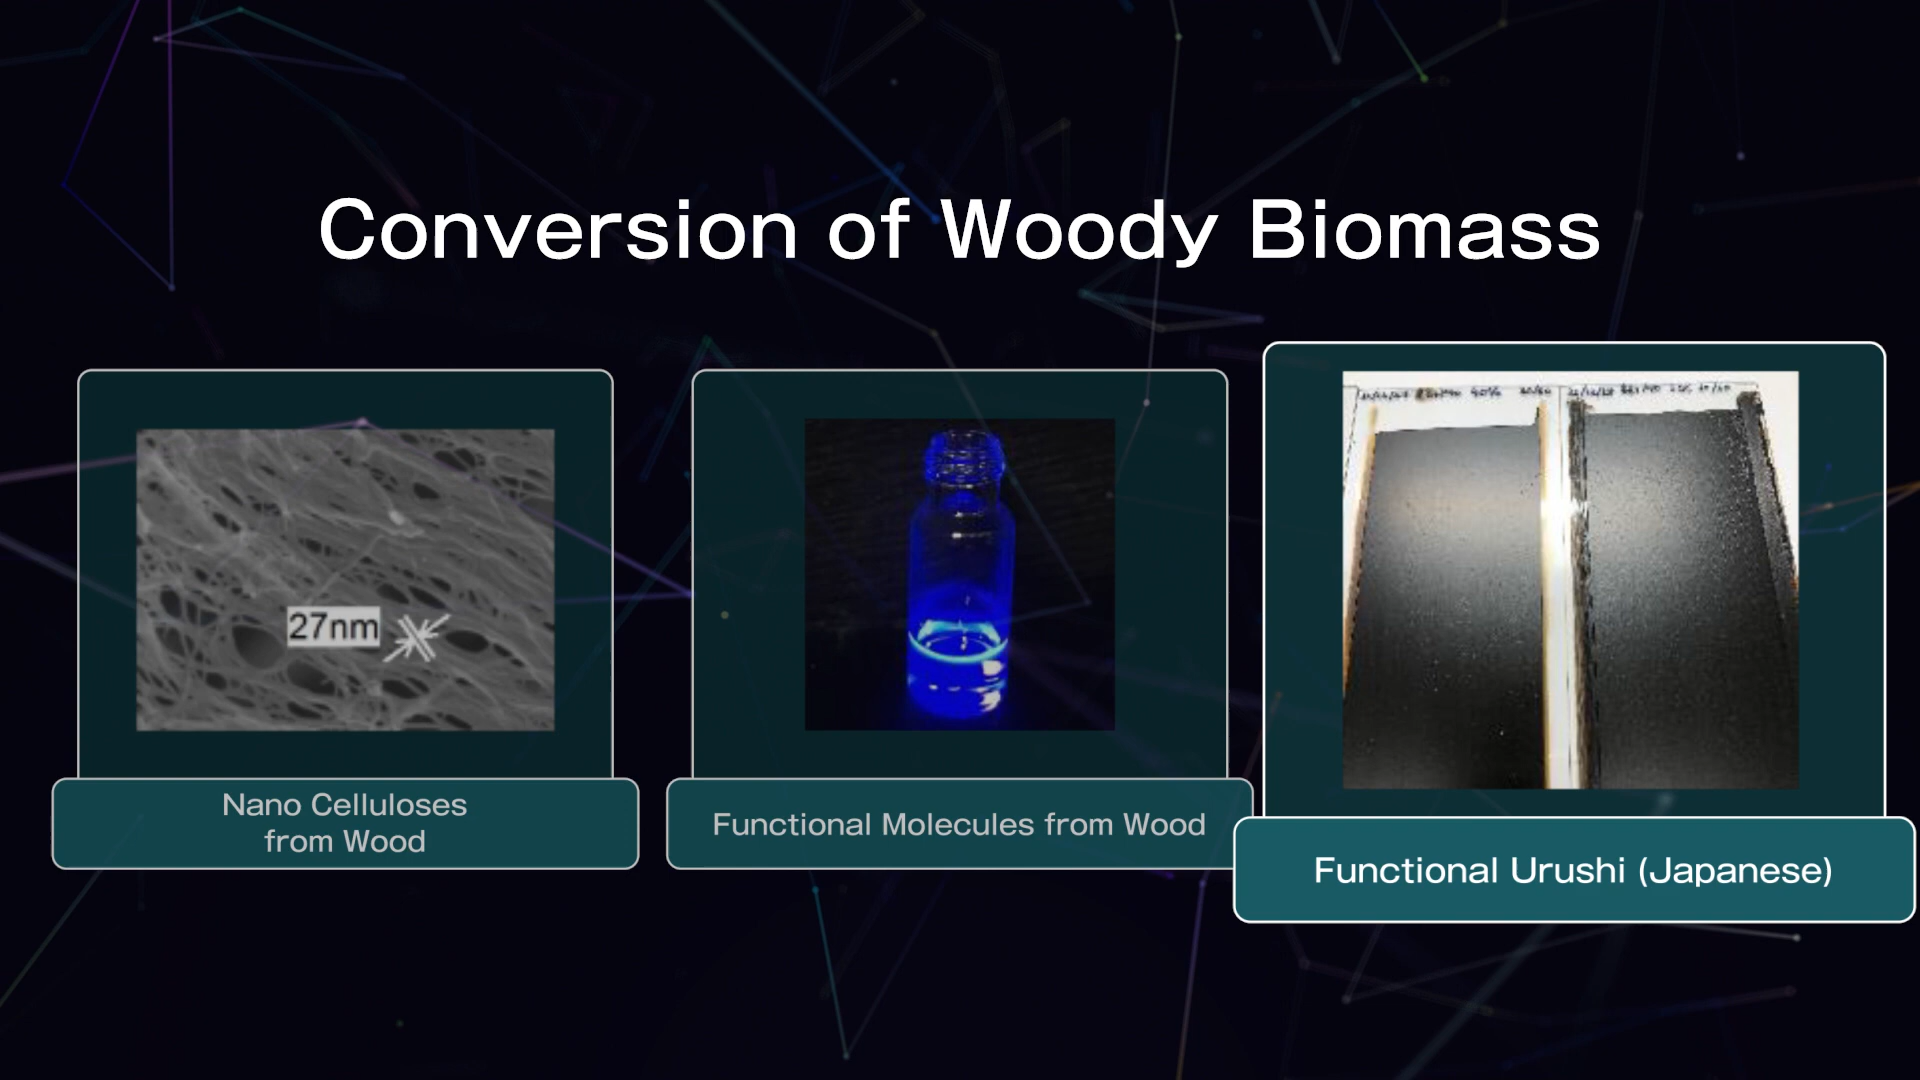 Conversion of Woody Biomass
27nm
Nano Celluloses
from Wood
Functional Molecules from Wood
Functional Urushi (Japanese)